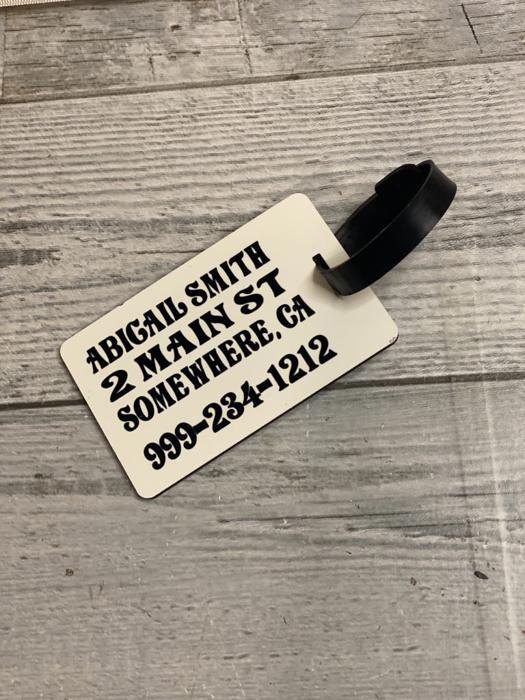 ABIGAIL SMITH
2 MAIN ST
SOMEWHERE, CA
999-234-1212